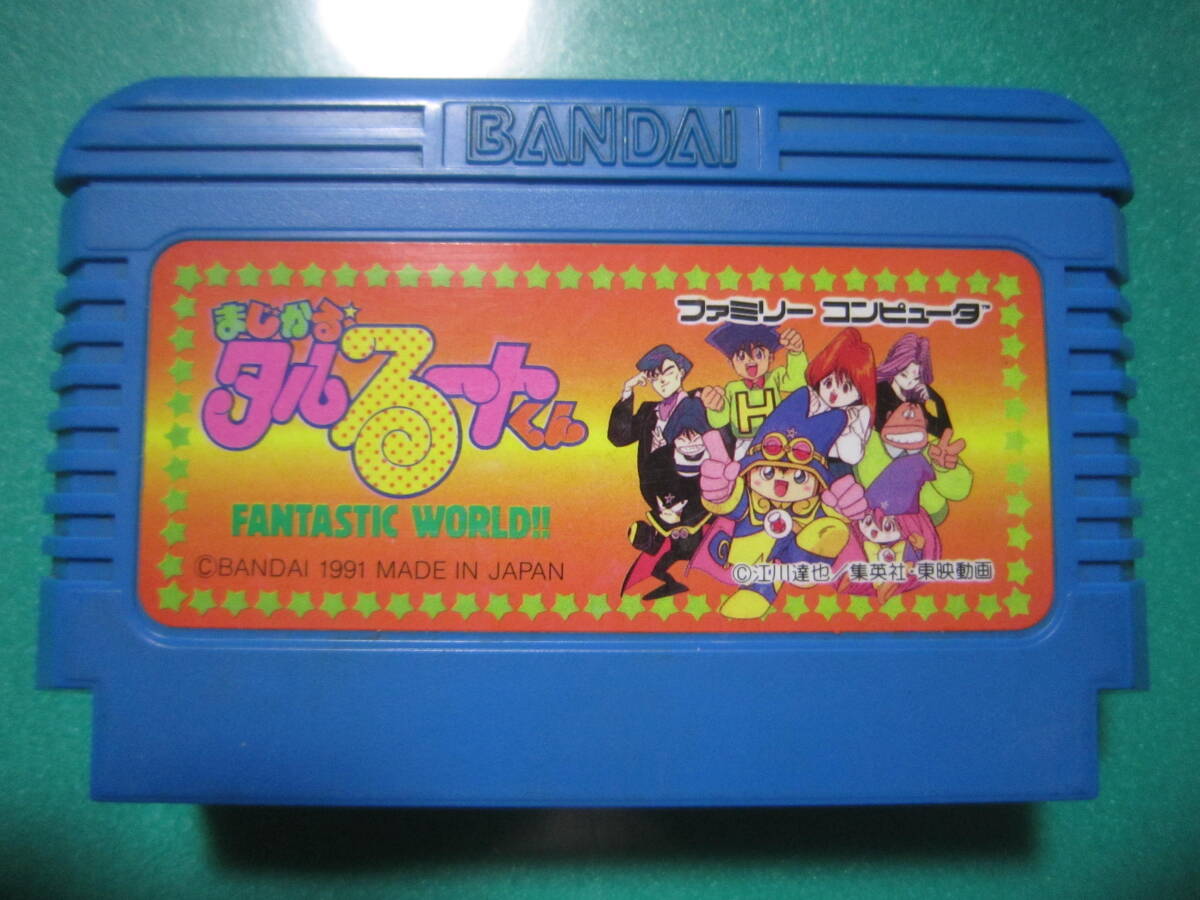 BANDAI
ファミリーコンピュータ™
まじかる☆
タルるートくん
FANTASTIC WORLD!!
©BANDAI 1991 MADE IN JAPAN
©江川達也/集英社・東映動画
H